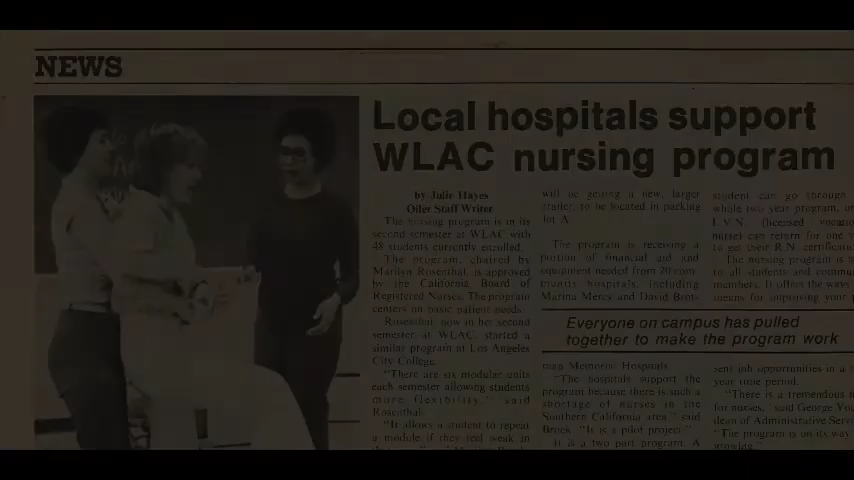 NEWS
Local hospitals support
WLAC nursing program
by Julie Hayes
Oiler Staff Writer
The nursing program is in its
second semester at WLAC with
48 students currently enrolled.
The program, chaired by
Marilyn Rosenthal, is approved
by the California Board of
Registered Nurses. The program
centers on basic patient needs.
Rosenthal, now in her second
semester at WLAC, started a
similar program at Los Angeles
City College.
"There are six modular units
each semester allowing students
more flexibility," said
Rosenthal.
"It allows a student to repeat
a module if they feel weak in
will be getting a new, larger
trailer, to be located in parking
lot A.
The program is receiving a
portion of financial aid and
equipment needed from 20 com-
munity hospitals, including
Marina Mercy and David Brot-
Everyone on campus has pulled
together to make the program work
man Memorial Hospitals.
"The hospitals support the
program because there is such a
shortage of nurses in the
Southern California area," said
Brock. "It is a pilot project."
It is a two part program. A
student can go through
whole two year program, or
L.V.N. (licensed
nurse) can return for one
to get their R.N.
The nursing program is
to all students and
members. It offers the ways
means for improving your
sent job opportunities in a
year time period.
"There is a tremendous
for nurses," said George
dean of Administrative
"The program is on its way
growing."